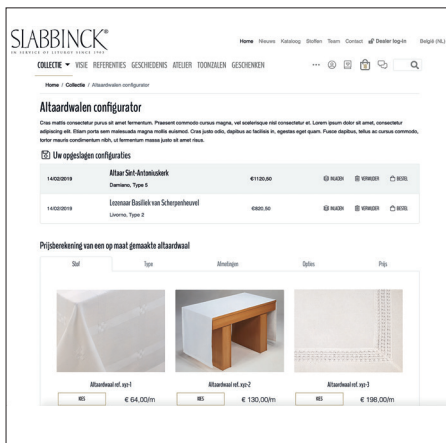 SLABBINCK®
IN SERVICE OF LITURGY SINCE 1903
Home Nieuws Kataloog Stoffen Team Contact Dealer log-in België (NL)
COLLECTIE VISIE REFERENTIES GESCHIEDENIS ATELIER TOONZALEN GESCHENKEN
Home / Collectie / Altaardwalen configurator
Altaardwalen configurator
Cras mattis consectetur purus sit amet fermentum. Praesent commodo cursus magna, vel scelerisque nisl consectetur et. Lorem ipsum dolor sit amet, consectetur
adipiscing elit. Etiam porta sem malesuada magna mollis euismod. Cras justo odio, dapibus ac facilisis in, egestas eget quam. Fusce dapibus, tellus ac cursus commodo,
tortor mauris condimentum nibh, ut fermentum massa justo sit amet risus.
Uw opgeslagen configuraties
14/02/2019 Altaar Sint-Antoniuskerk €1120,50 INLADEN VERWIJDER BESTEL
Damiano, Type 5
14/02/2019 Lezenaar Basiliek van Scherpenheuvel €820,50 INLADEN VERWIJDER BESTEL
Livorno, Type 2
Prijsberekening van een op maat gemaakte altaardwaal
Stof Type Afmetingen Opties Prijs
Altaardwaal ref. xyz-1 Altaardwaal ref. xyz-2 Altaardwaal ref. xyz-3
KIES € 64,00/m KIES € 130,00/m KIES € 198,00/m